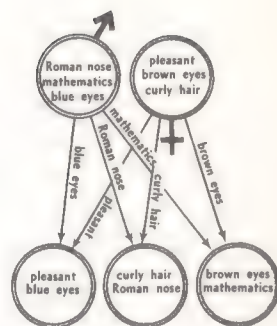 Roman nose
mathematics
blue eyes
pleasant
brown eyes
curly hair
blue eyes
Roman nose
mathematics
pleasant
curly hair
brown eyes
pleasant
blue eyes
curly hair
Roman nose
brown eyes
mathematics